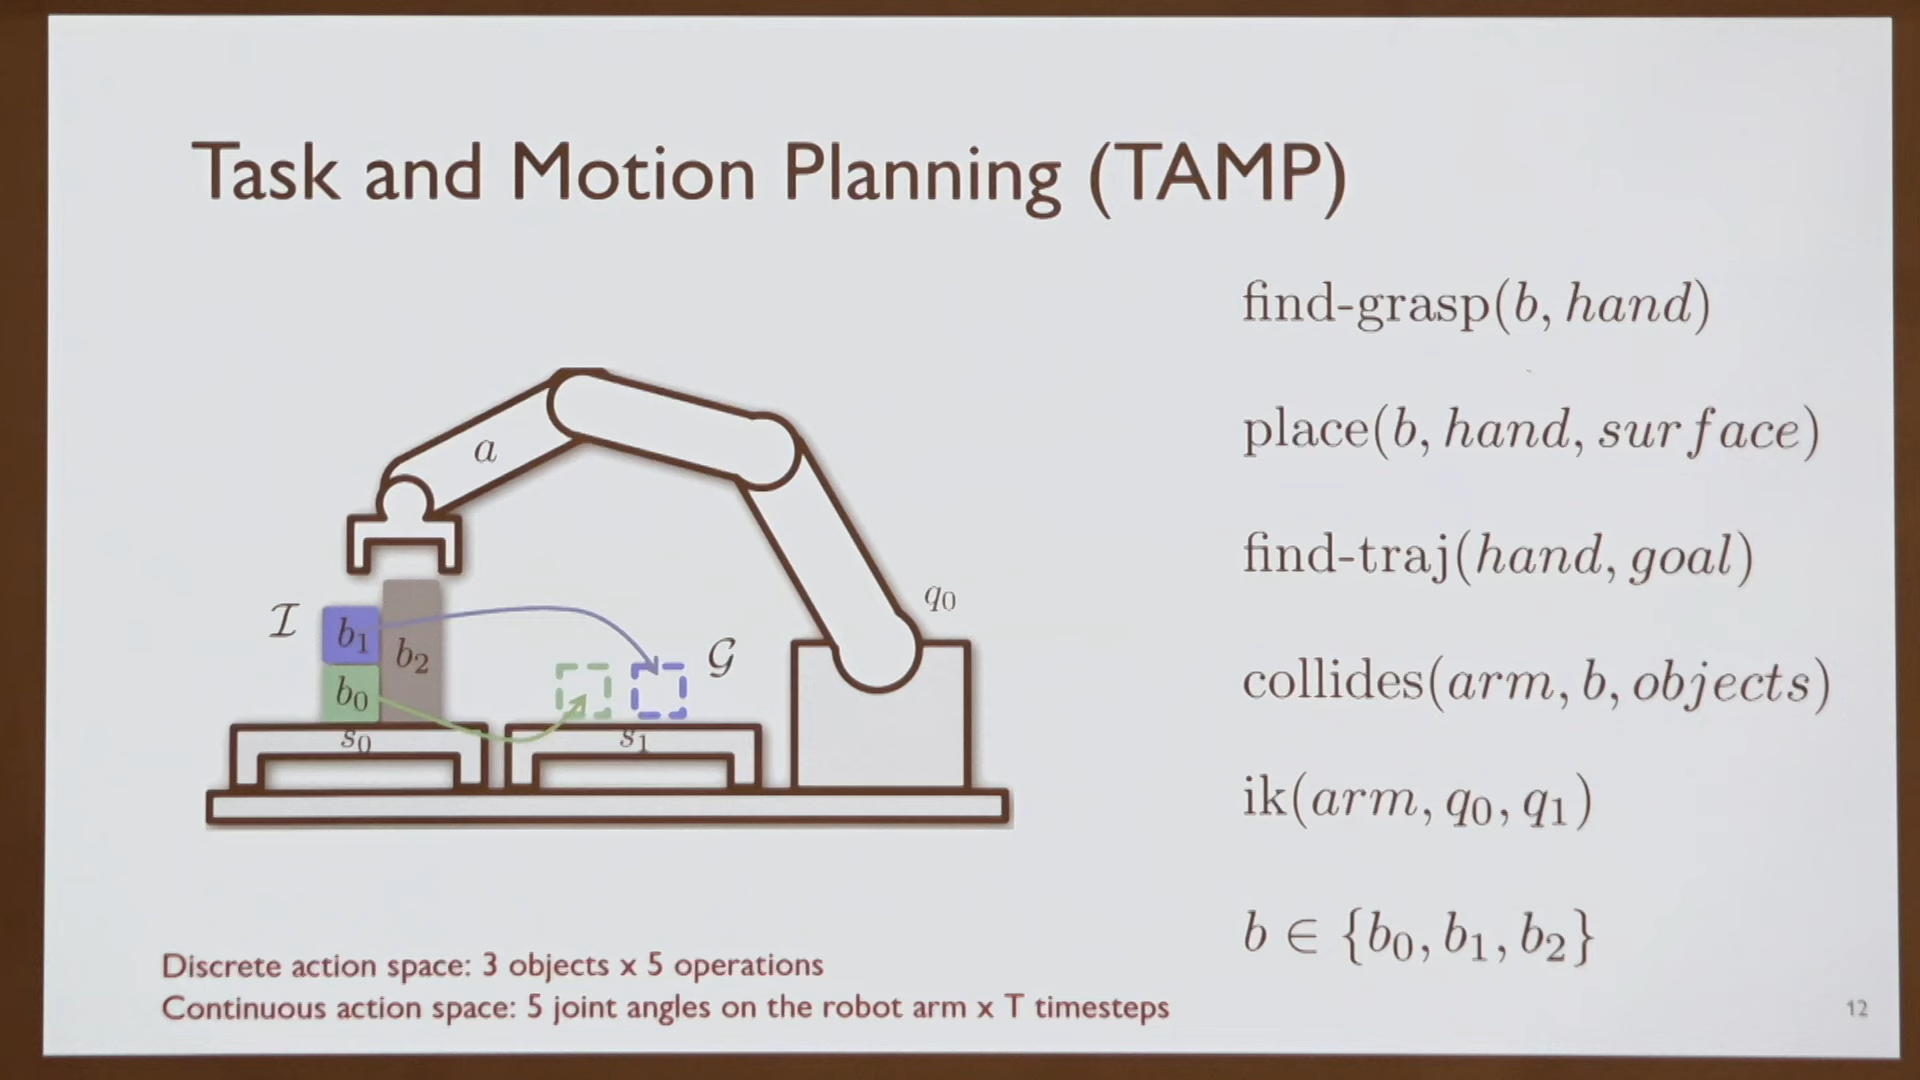 Task and Motion Planning (TAMP)
find-grasp(b, hand)
place(b, hand, surface)
find-traj(hand, goal)
collides(arm, b, objects)
ik(arm, q₀, q₁)
b ∈ {b₀, b₁, b₂}
a
q₀
ℐ
b₁
b₂
b₀
𝒢
s₀
s₁
Discrete action space: 3 objects x 5 operations
Continuous action space: 5 joint angles on the robot arm x T timesteps
12